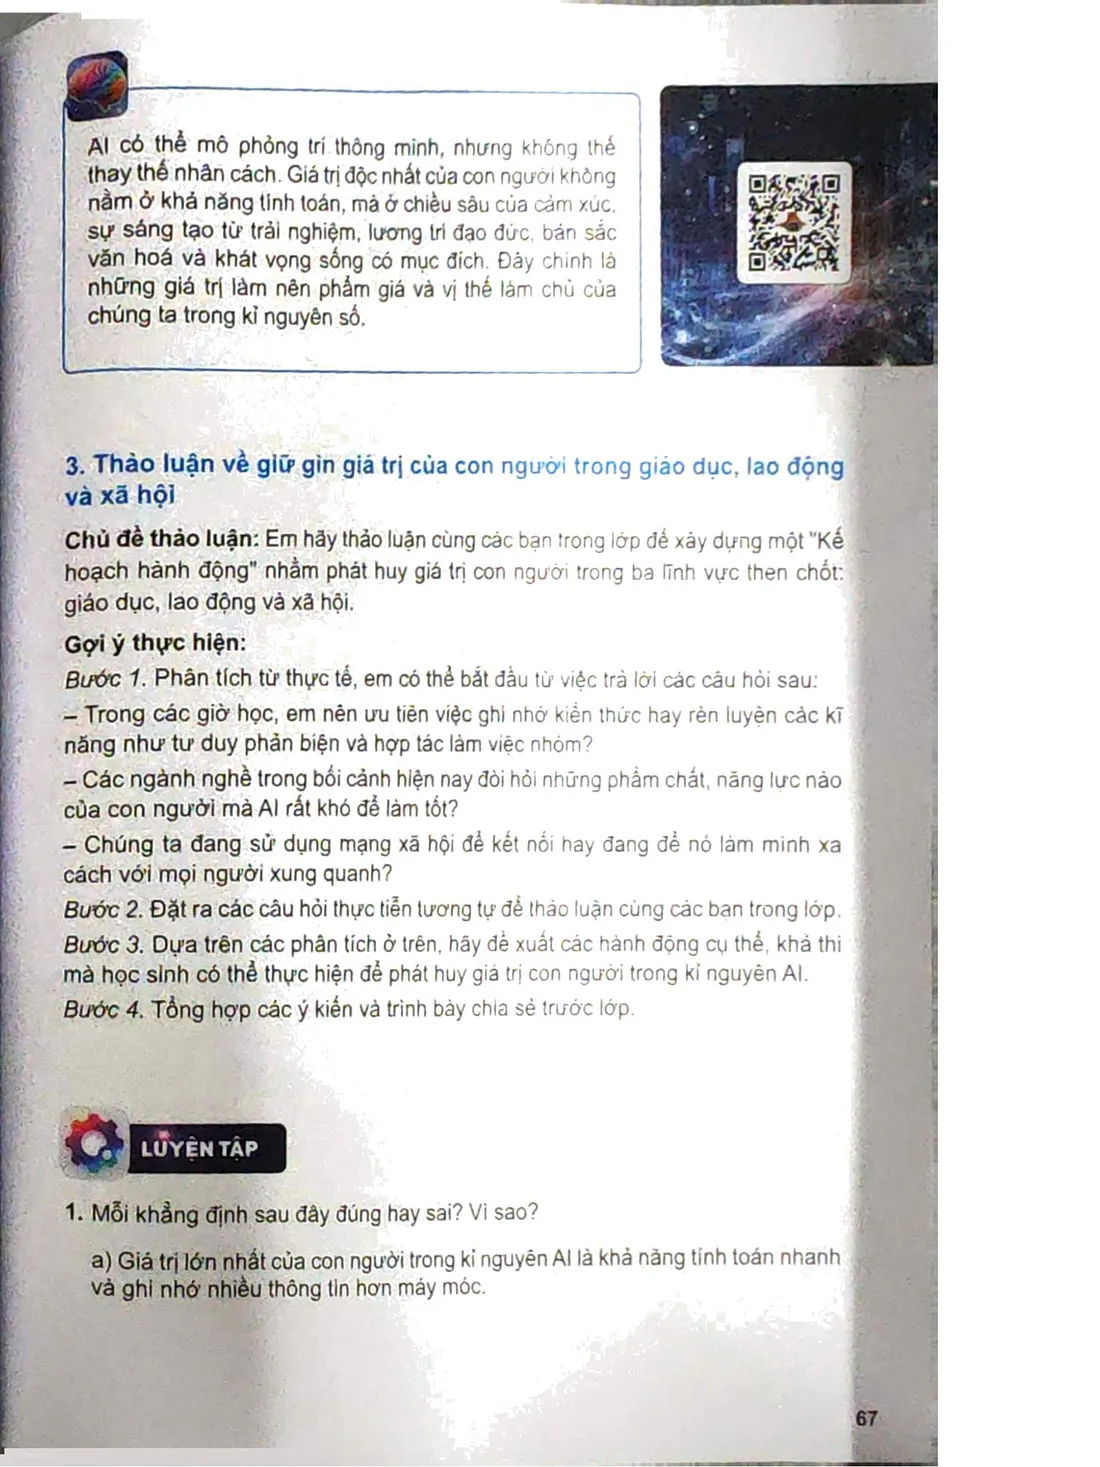 AI có thể mô phỏng trí thông minh, nhưng không thể
thay thế nhân cách. Giá trị độc nhất của con người không
nằm ở khả năng tính toán, mà ở chiều sâu của cảm xúc,
sự sáng tạo từ trải nghiệm, lương tri đạo đức, bản sắc
văn hoá và khát vọng sống có mục đích. Đây chính là
những giá trị làm nên phẩm giá và vị thế làm chủ của
chúng ta trong kỉ nguyên số.
3. Thảo luận về giữ gìn giá trị của con người trong giáo dục, lao động
và xã hội
Chủ đề thảo luận: Em hãy thảo luận cùng các bạn trong lớp để xây dựng một "Kế
hoạch hành động" nhằm phát huy giá trị con người trong ba lĩnh vực then chốt:
giáo dục, lao động và xã hội.
Gợi ý thực hiện:
Bước 1. Phân tích từ thực tế, em có thể bắt đầu từ việc trả lời các câu hỏi sau:
– Trong các giờ học, em nên ưu tiên việc ghi nhớ kiến thức hay rèn luyện các kĩ
năng như tư duy phản biện và hợp tác làm việc nhóm?
– Các ngành nghề trong bối cảnh hiện nay đòi hỏi những phẩm chất, năng lực nào
của con người mà AI rất khó để làm tốt?
– Chúng ta đang sử dụng mạng xã hội để kết nối hay đang để nó làm mình xa
cách với mọi người xung quanh?
Bước 2. Đặt ra các câu hỏi thực tiễn tương tự để thảo luận cùng các bạn trong lớp.
Bước 3. Dựa trên các phân tích ở trên, hãy đề xuất các hành động cụ thể, khả thi
mà học sinh có thể thực hiện để phát huy giá trị con người trong kỉ nguyên AI.
Bước 4. Tổng hợp các ý kiến và trình bày chia sẻ trước lớp.
LUYỆN TẬP
1. Mỗi khẳng định sau đây đúng hay sai? Vì sao?
a) Giá trị lớn nhất của con người trong kỉ nguyên AI là khả năng tính toán nhanh
và ghi nhớ nhiều thông tin hơn máy móc.
67